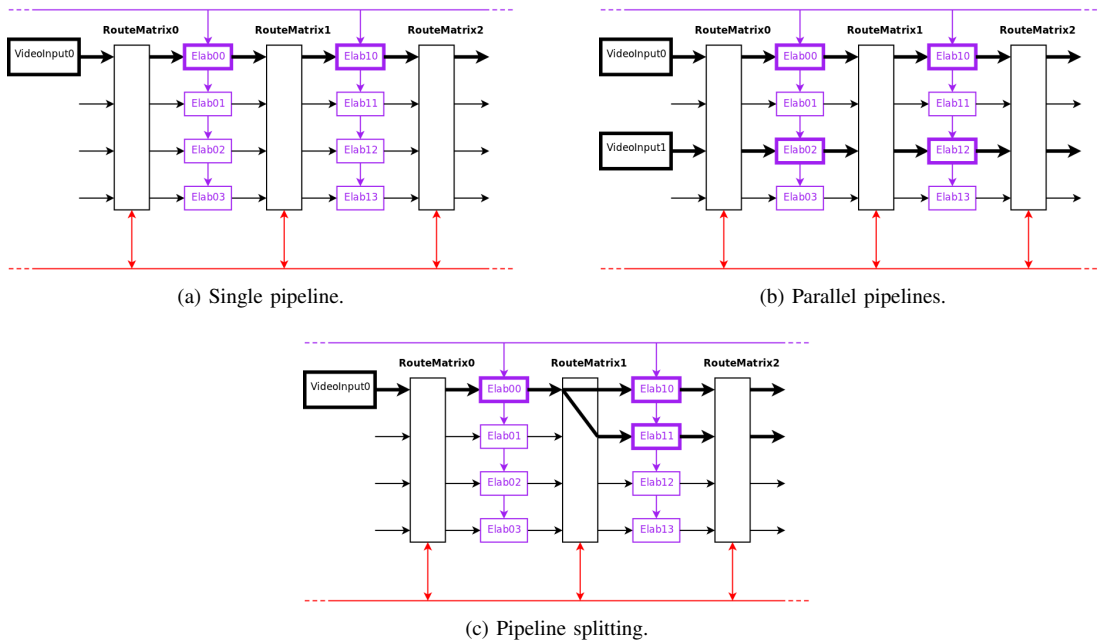 RouteMatrix0 RouteMatrix1 RouteMatrix2
VideoInput0 Elab00 Elab10
Elab01 Elab11
Elab02 Elab12
Elab03 Elab13
(a) Single pipeline.
RouteMatrix0 RouteMatrix1 RouteMatrix2
VideoInput0 Elab00 Elab10
Elab01 Elab11
VideoInput1 Elab02 Elab12
Elab03 Elab13
(b) Parallel pipelines.
RouteMatrix0 RouteMatrix1 RouteMatrix2
VideoInput0 Elab00 Elab10
Elab01 Elab11
Elab02 Elab12
Elab03 Elab13
(c) Pipeline splitting.